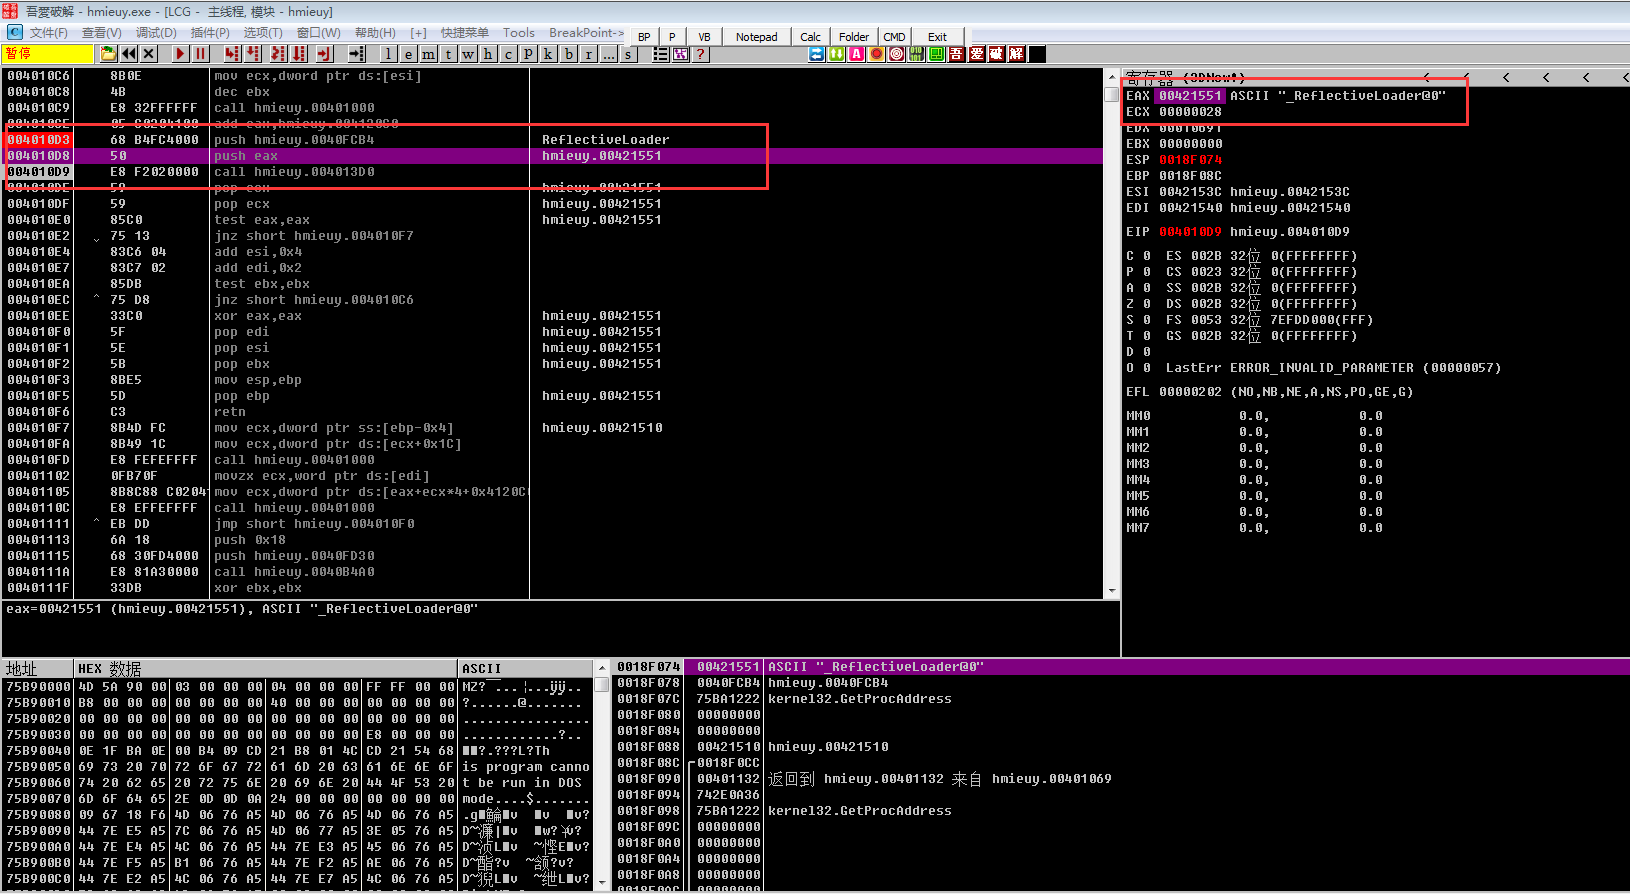 吾爱破解 - hmieuy.exe - [LCG - 主线程, 模块 - hmieuy]
文件(F) 查看(V) 调试(D) 插件(P) 选项(T) 窗口(W) 帮助(H) [+] 快捷菜单 Tools BreakPoint-> BP P VB Notepad Calc Folder CMD Exit
暂停 l e m t w h c p k b r ... s ? 吾 爱 破 解
004010C6 8B0E mov ecx,dword ptr ds:[esi]
004010C8 4B dec ebx
004010C9 E8 32FFFFFF call hmieuy.00401000
004010CE 05 C0204100 add eax,hmieuy.004120C0
004010D3 68 B4FC4000 push hmieuy.0040FCB4 ReflectiveLoader
004010D8 50 push eax hmieuy.00421551
004010D9 E8 F2020000 call hmieuy.004013D0
004010DE 59 pop ecx hmieuy.00421551
004010DF 59 pop ecx hmieuy.00421551
004010E0 85C0 test eax,eax hmieuy.00421551
004010E2 75 13 jnz short hmieuy.004010F7
004010E4 83C6 04 add esi,0x4
004010E7 83C7 02 add edi,0x2
004010EA 85DB test ebx,ebx
004010EC ^ 75 D8 jnz short hmieuy.004010C6
004010EE 33C0 xor eax,eax hmieuy.00421551
004010F0 5F pop edi hmieuy.00421551
004010F1 5E pop esi hmieuy.00421551
004010F2 5B pop ebx hmieuy.00421551
004010F3 8BE5 mov esp,ebp
004010F5 5D pop ebp hmieuy.00421551
004010F6 C3 retn
004010F7 8B4D FC mov ecx,dword ptr ss:[ebp-0x4] hmieuy.00421510
004010FA 8B49 1C mov ecx,dword ptr ds:[ecx+0x1C]
004010FD E8 FEFEFFFF call hmieuy.00401000
00401102 0FB70F movzx ecx,word ptr ds:[edi]
00401105 8B8C88 C0204 mov ecx,dword ptr ds:[eax+ecx*4+0x4120C
0040110C E8 EFFEFFFF call hmieuy.00401000
00401111 ^ EB DD jmp short hmieuy.004010F0
00401113 6A 18 push 0x18
00401115 68 30FD4000 push hmieuy.0040FD30
0040111A E8 81A30000 call hmieuy.0040B4A0
0040111F 33DB xor ebx,ebx
eax=00421551 (hmieuy.00421551), ASCII "_ReflectiveLoader@0"
寄存器 (3DNow!) < < < < < <
EAX 00421551 ASCII "_ReflectiveLoader@0"
ECX 00000028
EDX 00010691
EBX 00000000
ESP 0018F074
EBP 0018F08C
ESI 0042153C hmieuy.0042153C
EDI 00421540 hmieuy.00421540
EIP 004010D9 hmieuy.004010D9
C 0 ES 002B 32位 0(FFFFFFFF)
P 0 CS 0023 32位 0(FFFFFFFF)
A 0 SS 002B 32位 0(FFFFFFFF)
Z 0 DS 002B 32位 0(FFFFFFFF)
S 0 FS 0053 32位 7EFDD000(FFF)
T 0 GS 002B 32位 0(FFFFFFFF)
D 0
O 0 LastErr ERROR_INVALID_PARAMETER (00000057)
EFL 00000202 (NO,NB,NE,A,NS,PO,GE,G)
MM0 0.0, 0.0
MM1 0.0, 0.0
MM2 0.0, 0.0
MM3 0.0, 0.0
MM4 0.0, 0.0
MM5 0.0, 0.0
MM6 0.0, 0.0
MM7 0.0, 0.0
地址 HEX 数据 ASCII
75B90000 4D 5A 90 00 03 00 00 00 04 00 00 00 FF FF 00 00
75B90010 B8 00 00 00 00 00 00 00 40 00 00 00 00 00 00 00 ?.......@.......
75B90020 00 00 00 00 00 00 00 00 00 00 00 00 00 00 00 00 ................
75B90030 00 00 00 00 00 00 00 00 00 00 00 00 E8 00 00 00 ............?..
75B90040 0E 1F BA 0E 00 B4 09 CD 21 B8 01 4C CD 21 54 68
75B90050 69 73 20 70 72 6F 67 72 61 6D 20 63 61 6E 6E 6F is program canno
75B90060 74 20 62 65 20 72 75 6E 20 69 6E 20 44 4F 53 20 t be run in DOS
75B90070 6D 6F 64 65 2E 0D 0D 0A 24 00 00 00 00 00 00 00 mode....$.......
75B90080 09 67 18 F6 4D 06 76 A5 4D 06 76 A5 4D 06 76 A5
75B90090 44 7E E5 A5 7C 06 76 A5 4D 06 77 A5 3E 05 76 A5
75B900A0 44 7E E4 A5 4C 06 76 A5 44 7E E3 A5 45 06 76 A5
75B900B0 44 7E F5 A5 B1 06 76 A5 44 7E F2 A5 AE 06 76 A5
75B900C0 44 7E E2 A5 4C 06 76 A5 44 7E E7 A5 4C 06 76 A5
0018F074 00421551 ASCII "_ReflectiveLoader@0"
0018F078 0040FCB4 hmieuy.0040FCB4
0018F07C 75BA1222 kernel32.GetProcAddress
0018F080 00000000
0018F084 00000000
0018F088 00421510 hmieuy.00421510
0018F08C 0018F0CC
0018F090 00401132 返回到 hmieuy.00401132 来自 hmieuy.00401069
0018F094 742E0A36
0018F098 75BA1222 kernel32.GetProcAddress
0018F09C 00000000
0018F0A0 00000000
0018F0A4 00000000
0018F0A8 00000000
0018F0AC 00000000